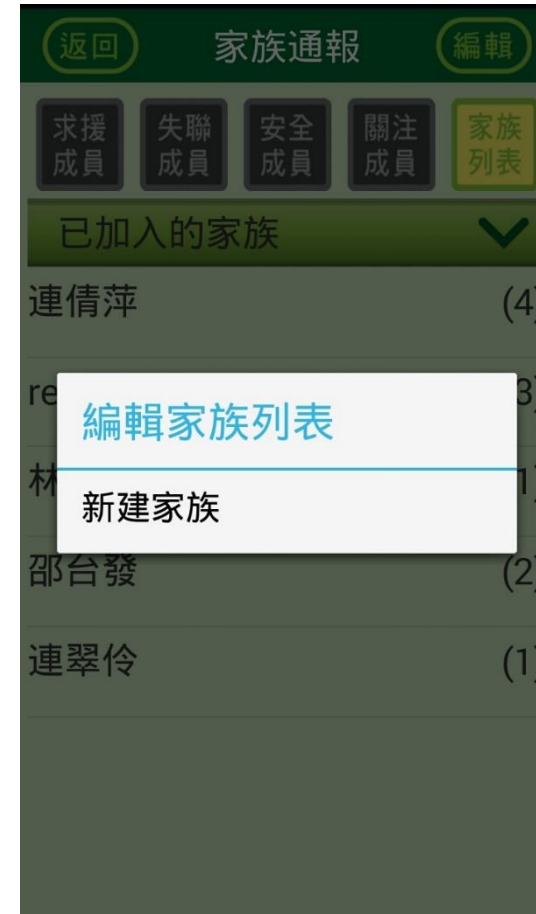 返回
家族通報
編輯
求援
成員
失聯
成員
安全
成員
關注
成員
家族
列表
已加入的家族
連倩萍
(4)
re
3)
編輯家族列表
林
1)
新建家族
邵台發
(2)
連翠伶
(1)